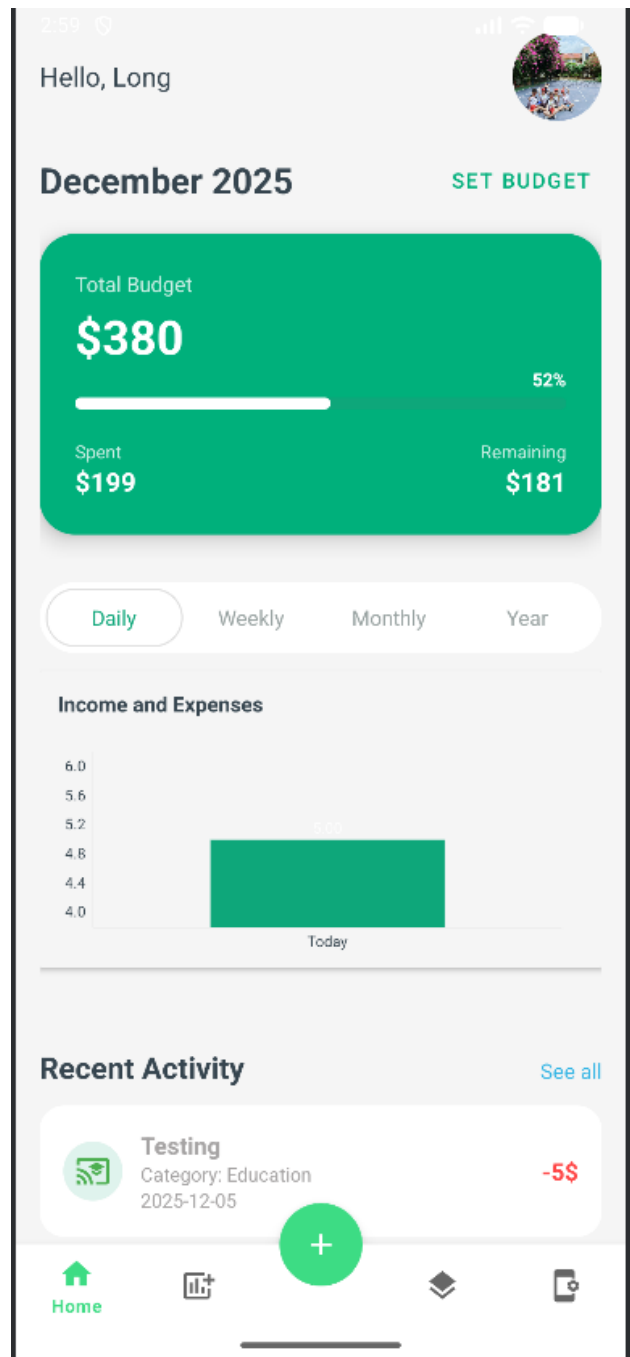 2:59
Hello, Long
December 2025
SET BUDGET
Total Budget
$380
52%
Spent
Remaining
$199
$181
Daily
Weekly
Monthly
Year
Income and Expenses
6.0
5.6
5.2
5.00
4.8
4.4
4.0
Today
Recent Activity
See all
Testing
Category: Education
2025-12-05
-5$
+
Home